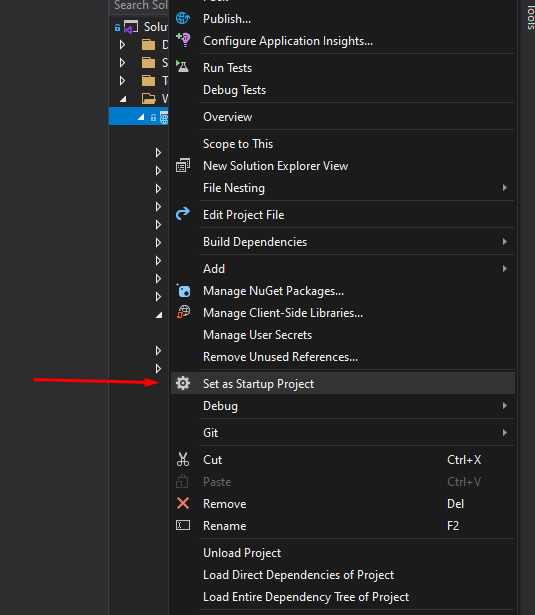 Search Sol
Solu
D
S
T
W
Publish...
Configure Application Insights...
Run Tests
Debug Tests
Overview
Scope to This
New Solution Explorer View
File Nesting
Edit Project File
Build Dependencies
Add
Manage NuGet Packages...
Manage Client-Side Libraries...
Manage User Secrets
Remove Unused References...
Set as Startup Project
Debug
Git
Cut Ctrl+X
Paste Ctrl+V
Remove Del
Rename F2
Unload Project
Load Direct Dependencies of Project
Load Entire Dependency Tree of Project
Tools